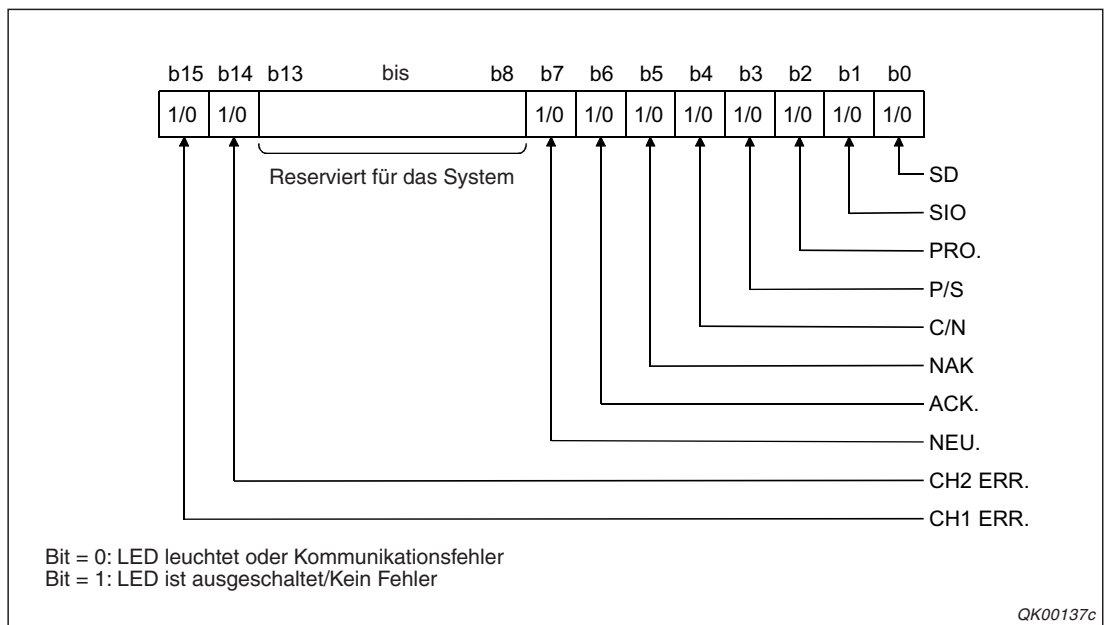 b15 b14 b13 bis b8 b7 b6 b5 b4 b3 b2 b1 b0
1/0 1/0 1/0 1/0 1/0 1/0 1/0 1/0 1/0 1/0
Reserviert für das System
SD
SIO
PRO.
P/S
C/N
NAK
ACK.
NEU.
CH2 ERR.
CH1 ERR.
Bit = 0: LED leuchtet oder Kommunikationsfehler
Bit = 1: LED ist ausgeschaltet/Kein Fehler
QK00137c